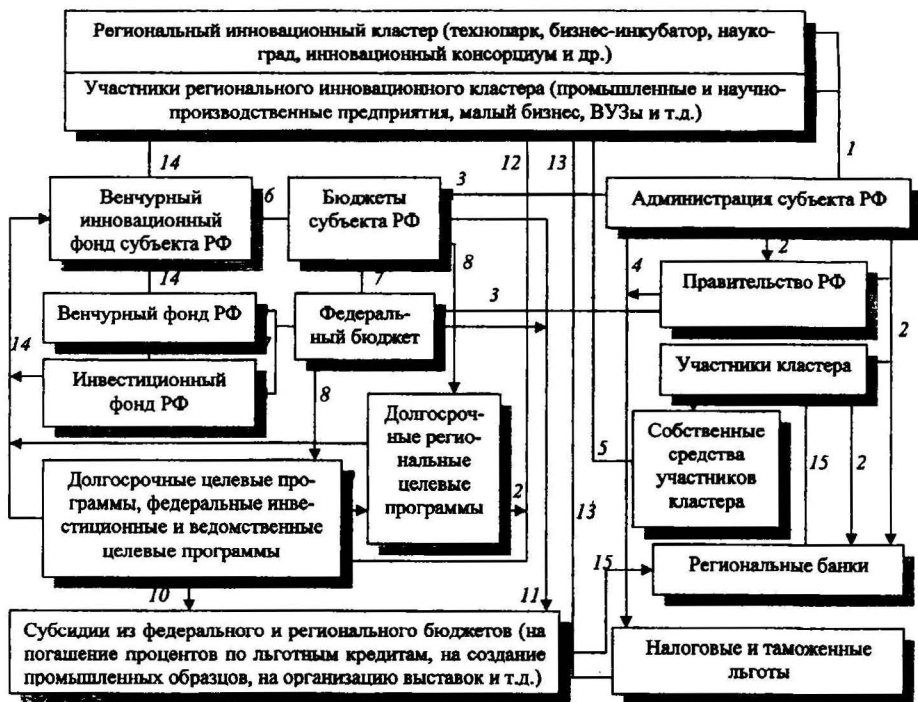 Региональный инновационный кластер (технопарк, бизнес-инкубатор, науко-
град, инновационный консорциум и др.)
Участники регионального инновационного кластера (промышленные и научно-
производственные предприятия, малый бизнес, ВУЗы и т.д.)
14
12
13
1
Венчурный
инновационный
фонд субъекта РФ
6
Бюджеты
субъекта РФ
3
Администрация субъекта РФ
14
7
8
4
2
Правительство РФ
Венчурный фонд РФ
7
Федераль-
ный бюджет
3
14
2
Инвестиционный
фонд РФ
8
Участники кластера
Долгосроч-
ные регио-
нальные
целевые
программы
5
Собственные
средства
участников
кластера
15
2
Долгосрочные целевые про-
граммы, федеральные инве-
стиционные и ведомственные
целевые программы
2
13
10
11
15
Региональные банки
Субсидии из федерального и регионального бюджетов (на
погашение процентов по льготным кредитам, на создание
промышленных образцов, на организацию выставок и т.д.)
Налоговые и таможенные
льготы